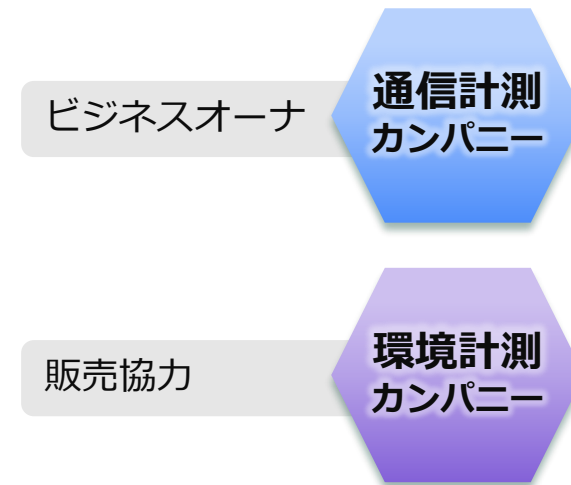 ビジネスオーナ
通信計測
カンパニー
販売協力
環境計測
カンパニー